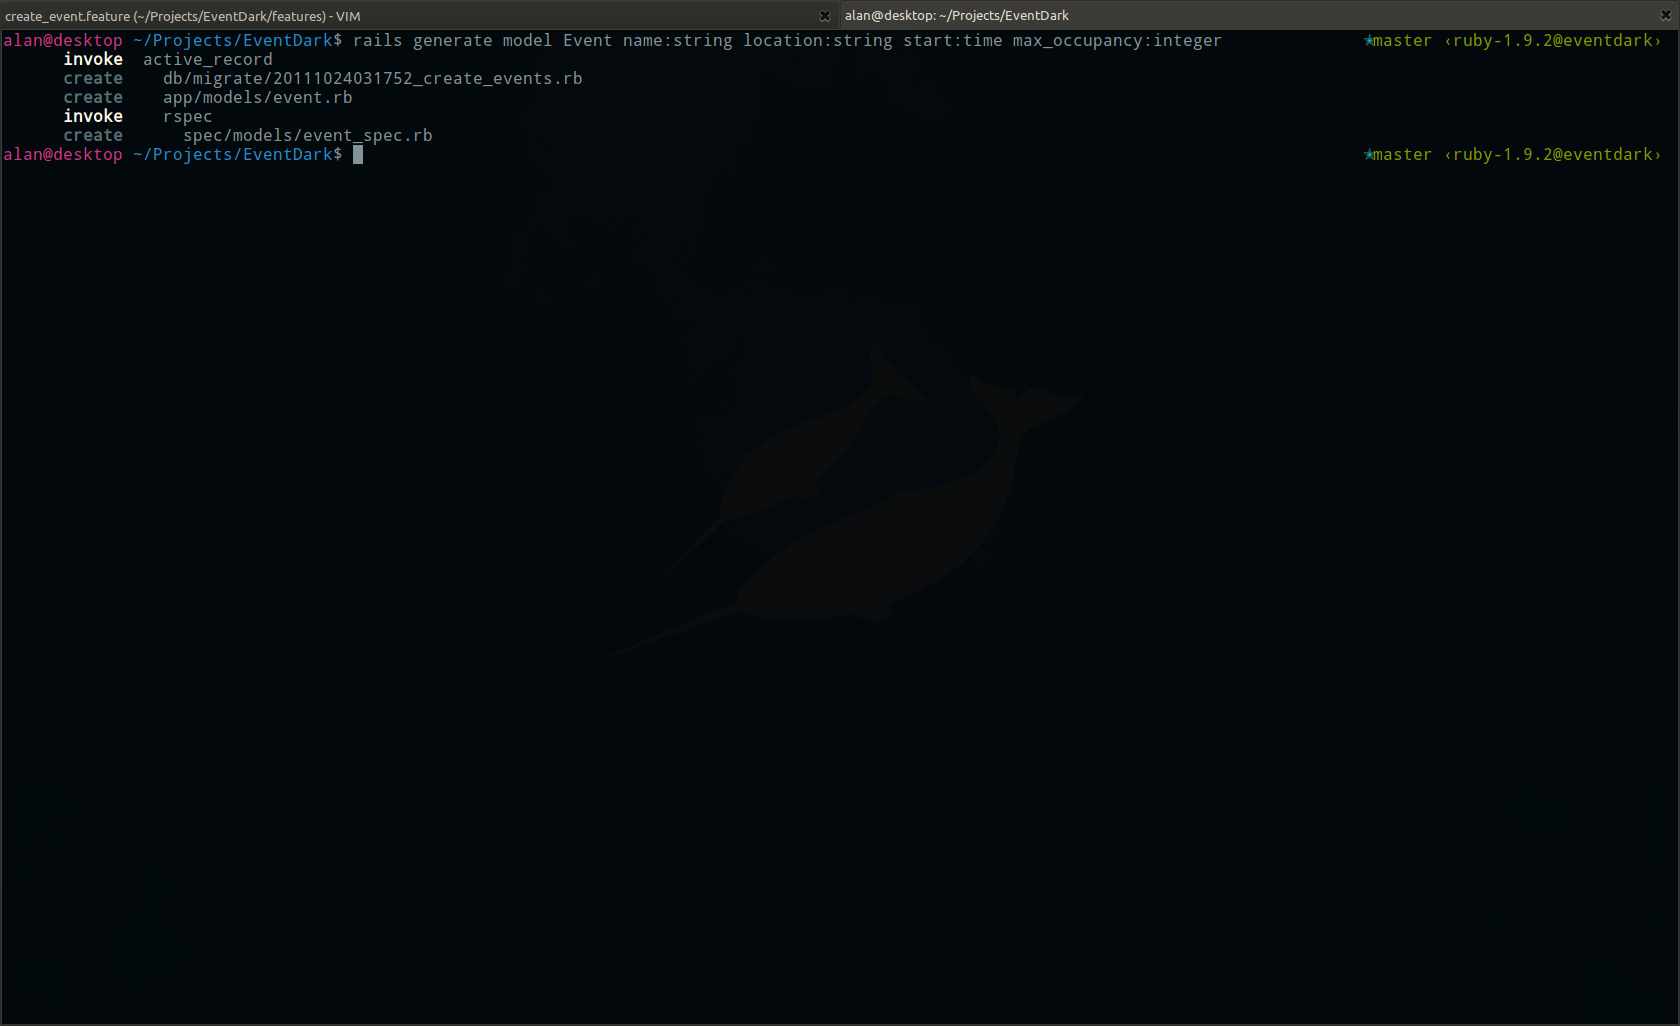 create_event.feature (~/Projects/EventDark/features) - VIM
alan@desktop: ~/Projects/EventDark
alan@desktop ~/Projects/EventDark$ rails generate model Event name:string location:string start:time max_occupancy:integer ★master ‹ruby-1.9.2@eventdark›
invoke active_record
create db/migrate/20111024031752_create_events.rb
create app/models/event.rb
invoke rspec
create spec/models/event_spec.rb
alan@desktop ~/Projects/EventDark$ ★master ‹ruby-1.9.2@eventdark›